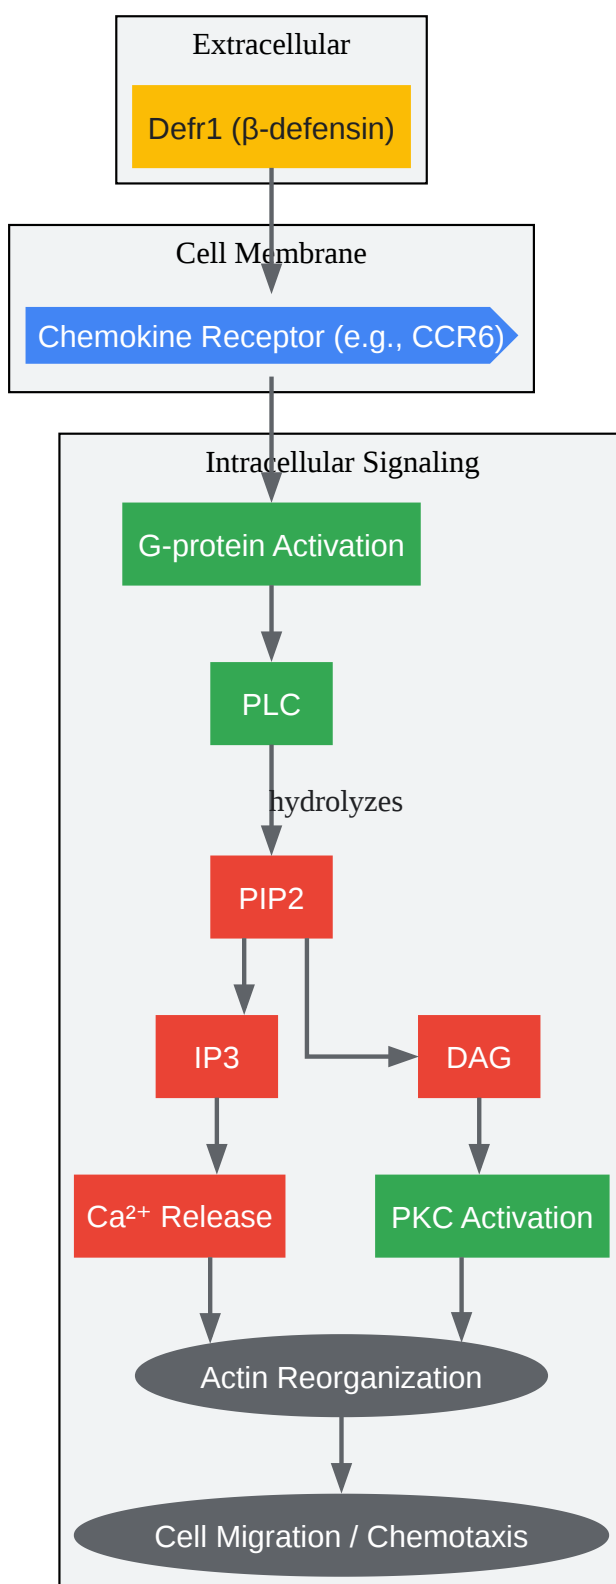 Extracellular
Defr1 (β-defensin)
Cell Membrane
Chemokine Receptor (e.g., CCR6)
Intracellular Signaling
G-protein Activation
PLC
hydrolyzes
PIP2
IP3
DAG
Ca²⁺ Release
PKC Activation
Actin Reorganization
Cell Migration / Chemotaxis